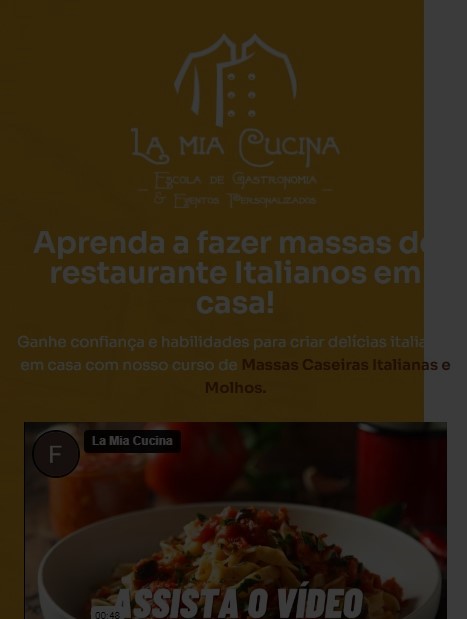 La mia Cucina
Escola de Gastronomia
& Eventos Personalizados
Aprenda a fazer massas de
restaurante Italianos em
casa!
Ganhe confiança e habilidades para criar delícias
em casa com nosso curso de Massas Caseiras Italianas e
Molhos.
F
La Mia Cucina
ASSISTA O VÍDEO
00:48